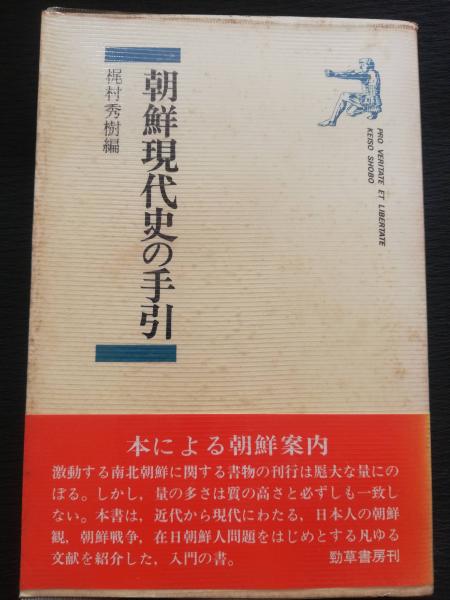 朝鮮現代史の手引
梶村秀樹編
PRO VERITATE ET LIBERTATE
KEISO SHOBO
本による朝鮮案内
激動する南北朝鮮に関する書物の刊行は厖大な量にの
ぼる。しかし，量の多さは質の高さと必ずしも一致し
ない。本書は，近代から現代にわたる，日本人の朝鮮
観，朝鮮戦争，在日朝鮮人問題をはじめとする凡ゆる
文献を紹介した，入門の書。
勁草書房刊